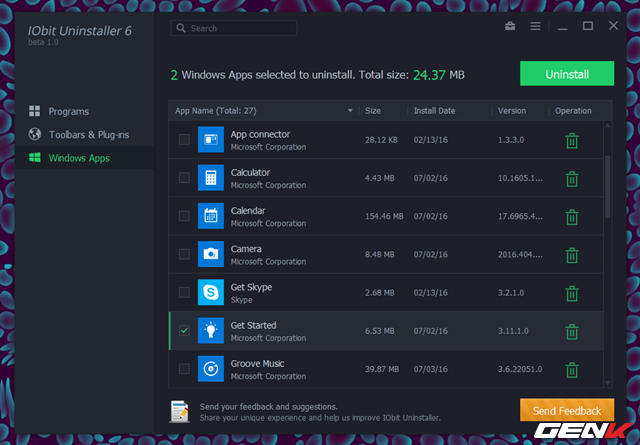 IObit Uninstaller 6
beta 1.0
Search
2 Windows Apps selected to uninstall. Total size: 24.37 MB
Uninstall
Programs
Toolbars & Plug-ins
Windows Apps
App Name (Total: 27) Size Install Date Version Operation
App connector
Microsoft Corporation
28.12 KB 02/13/16 1.3.3.0
Calculator
Microsoft Corporation
4.43 MB 07/02/16 10.1605.1...
Calendar
Microsoft Corporation
154.46 MB 07/02/16 17.6965.4...
Camera
Microsoft Corporation
8.48 MB 07/02/16 2016.404....
Get Skype
Skype
2.68 MB 02/13/16 3.2.1.0
Get Started
Microsoft Corporation
6.53 MB 07/02/16 3.11.1.0
Groove Music
Microsoft Corporation
39.87 MB 07/03/16 3.6.22051.0
Send your feedback and suggestions.
Share your unique experience and help us improve IObit Uninstaller.
Send Feedback
GENK